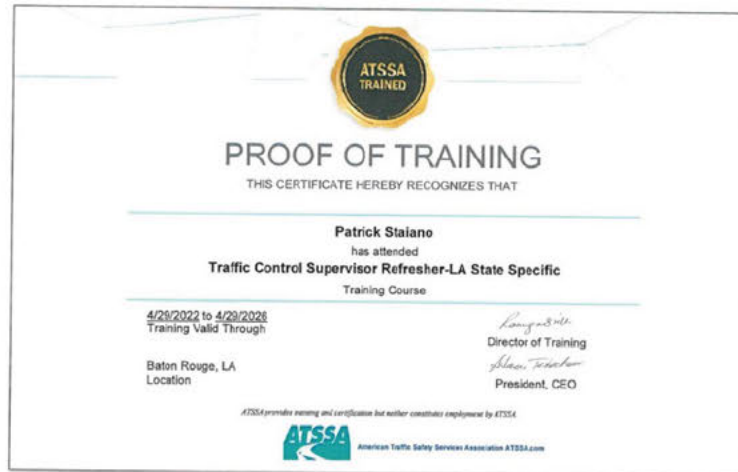 ATSSA
TRAINED
PROOF OF TRAINING
THIS CERTIFICATE HEREBY RECOGNIZES THAT
Patrick Staiano
has attended
Traffic Control Supervisor Refresher-LA State Specific
Training Course
4/29/2022 to 4/29/2026
Training Valid Through
Director of Training
Baton Rouge, LA
Location
President, CEO
ATSSA provides training and certification but neither constitutes employment by ATSSA
ATSSA
American Traffic Safety Services Association ATSSA.com